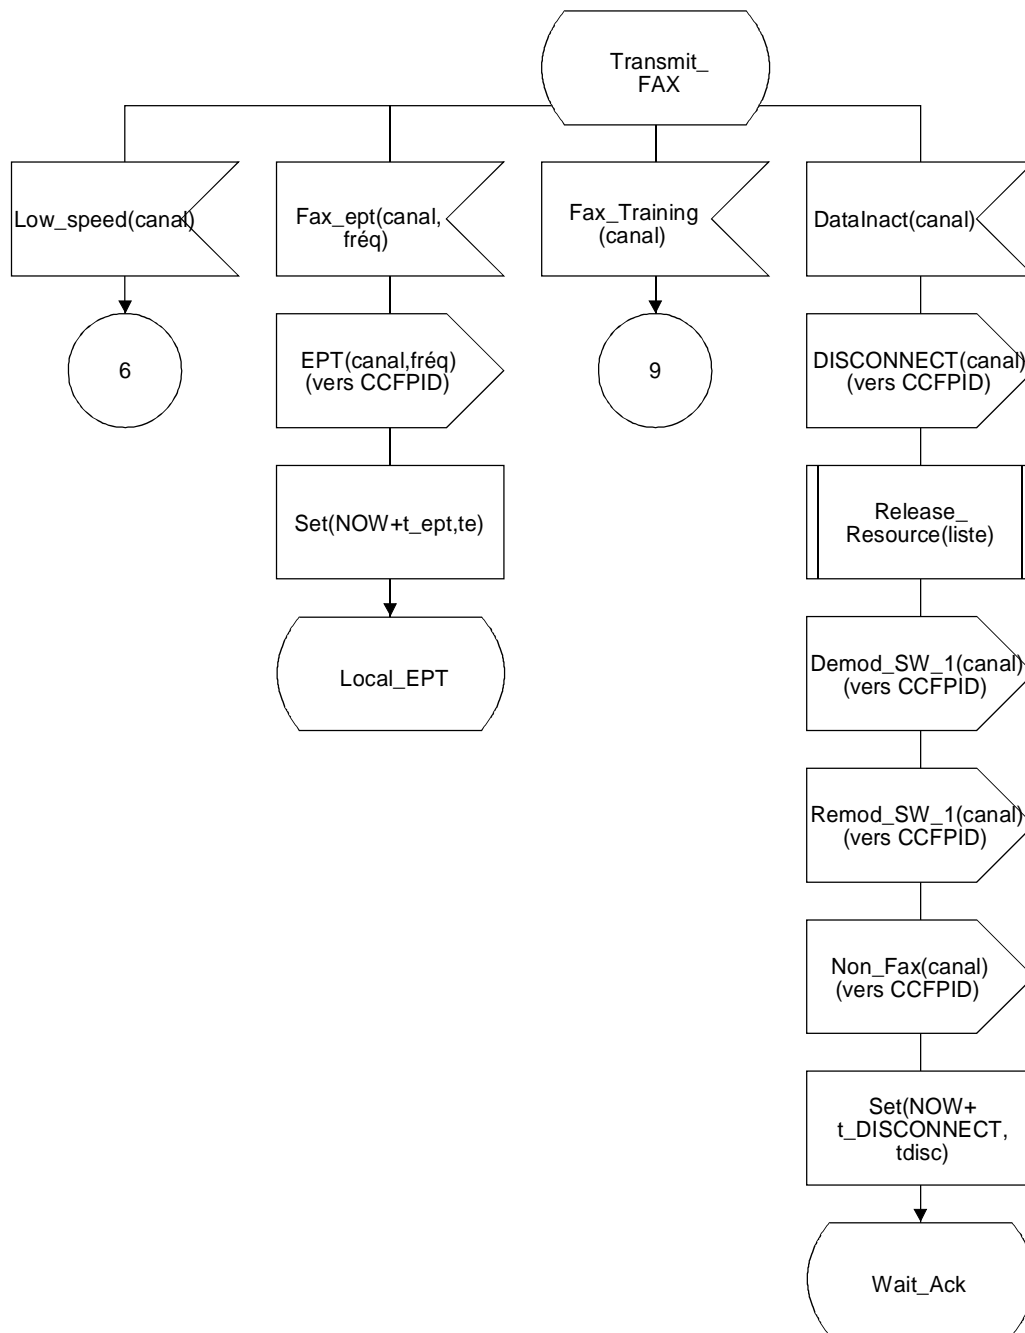 Transmit_
FAX
Low_speed(canal)
Fax_ept(canal,
fréq)
Fax_Training
(canal)
DataInact(canal)
6
EPT(canal,fréq)
(vers CCFPID)
9
DISCONNECT(canal)
(vers CCFPID)
Set(NOW+t_ept,te)
Release_
Resource(liste)
Local_EPT
Demod_SW_1(canal)
(vers CCFPID)
Remod_SW_1(canal)
(vers CCFPID)
Non_Fax(canal)
(vers CCFPID)
Set(NOW+
t_DISCONNECT,
tdisc)
Wait_Ack